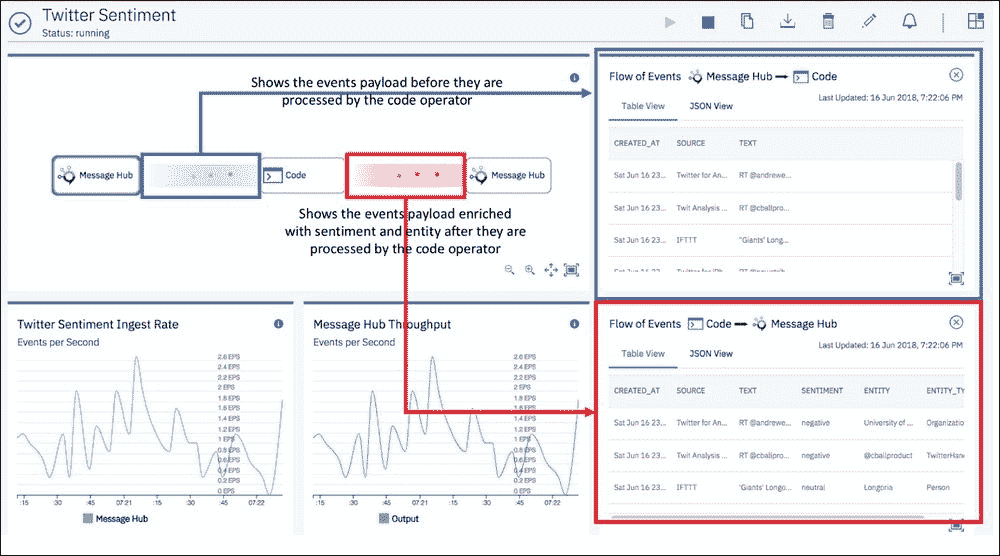 Twitter Sentiment
Status: running
Shows the events payload before they are
processed by the code operator
Message Hub
Code
Message Hub
Shows the events payload enriched
with sentiment and entity after they are
processed by the code operator
Flow of Events Message Hub Code
Last Updated: 16 Jun 2018, 7:22:06 PM
Table View JSON View
CREATED_AT SOURCE TEXT
Sat Jun 16 23... Twitter for An... RT @andrewe...
Sat Jun 16 23... Twit Analysis ... RT @cballpro...
Sat Jun 16 23... IFTTT "Giants' Long...
Sat Jun 16 23...
Twitter Sentiment Ingest Rate
Events per Second
2.6 EPS
2.4 EPS
2.2 EPS
2 EPS
1.8 EPS
1.6 EPS
1.4 EPS
1.2 EPS
1 EPS
0.8 EPS
0.6 EPS
0.4 EPS
0.2 EPS
0 EPS
:15 :30 :45 07:21 :15 :30 :45 07:22
Message Hub
Message Hub Throughput
Events per Second
2.6 EPS
2.4 EPS
2.2 EPS
2 EPS
1.8 EPS
1.6 EPS
1.4 EPS
1.2 EPS
1 EPS
0.8 EPS
0.6 EPS
0.4 EPS
0.2 EPS
0 EPS
:15 :30 :45 07:21 :15 :30 :45 07:22
Output
Flow of Events Code Message Hub
Last Updated: 16 Jun 2018, 7:22:06 PM
Table View JSON View
CREATED_AT SOURCE TEXT SENTIMENT ENTITY ENTITY_TY
Sat Jun 16 23... Twitter for An... RT @andrewe... negative University of ... Organizatio
Sat Jun 16 23... Twit Analysis ... RT @cballpro... negative @cballproduct TwitterHan
Sat Jun 16 23... IFTTT 'Giants' Longo... neutral Longoria Person